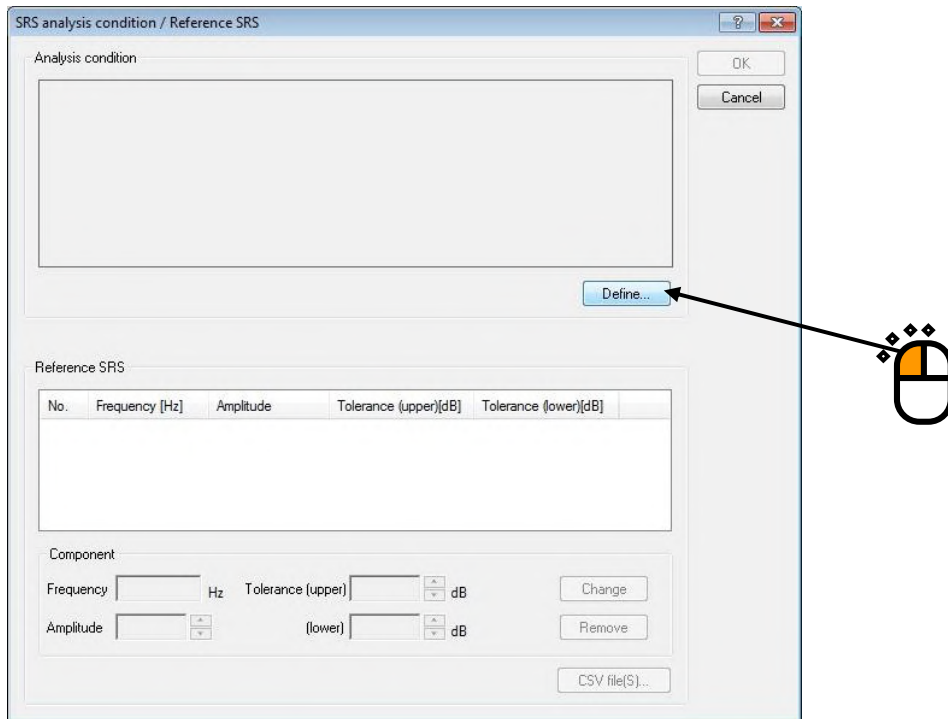 SRS analysis condition / Reference SRS
?
Analysis condition
OK
Cancel
Define...
Reference SRS
No. Frequency [Hz] Amplitude Tolerance (upper)[dB] Tolerance (lower)[dB]
Component
Frequency Hz Tolerance (upper) dB Change
Amplitude (lower) dB Remove
CSV file(S)...